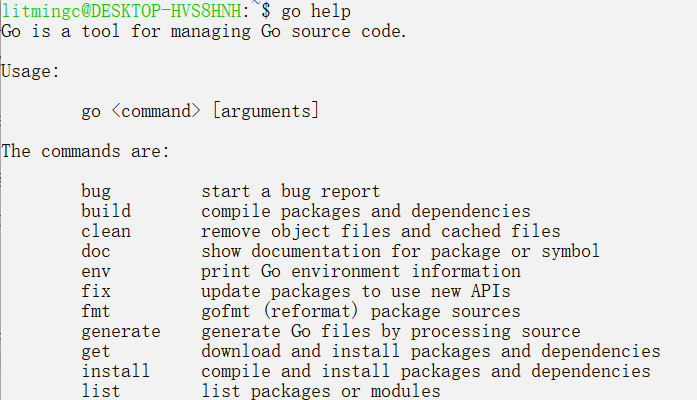 litmingc@DESKTOP-HVS8HNH:~$ go help
Go is a tool for managing Go source code.
Usage:
go <command> [arguments]
The commands are:
bug start a bug report
build compile packages and dependencies
clean remove object files and cached files
doc show documentation for package or symbol
env print Go environment information
fix update packages to use new APIs
fmt gofmt (reformat) package sources
generate generate Go files by processing source
get download and install packages and dependencies
install compile and install packages and dependencies
list list packages or modules